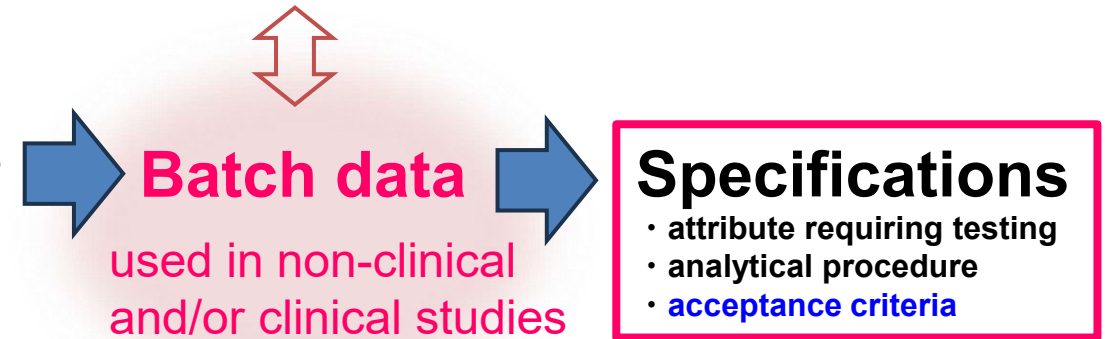 Batch data
used in non-clinical
and/or clinical studies
Specifications
・attribute requiring testing
・analytical procedure
・acceptance criteria